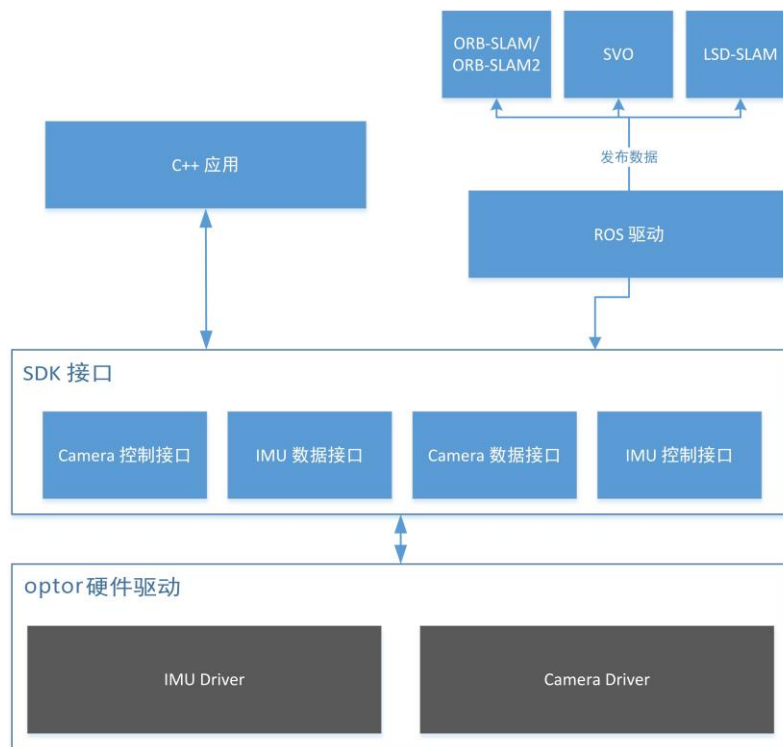 ORB-SLAM/
ORB-SLAM2
SVO
LSD-SLAM
发布数据
C++ 应用
ROS 驱动
SDK 接口
Camera 控制接口
IMU 数据接口
Camera 数据接口
IMU 控制接口
optor硬件驱动
IMU Driver
Camera Driver